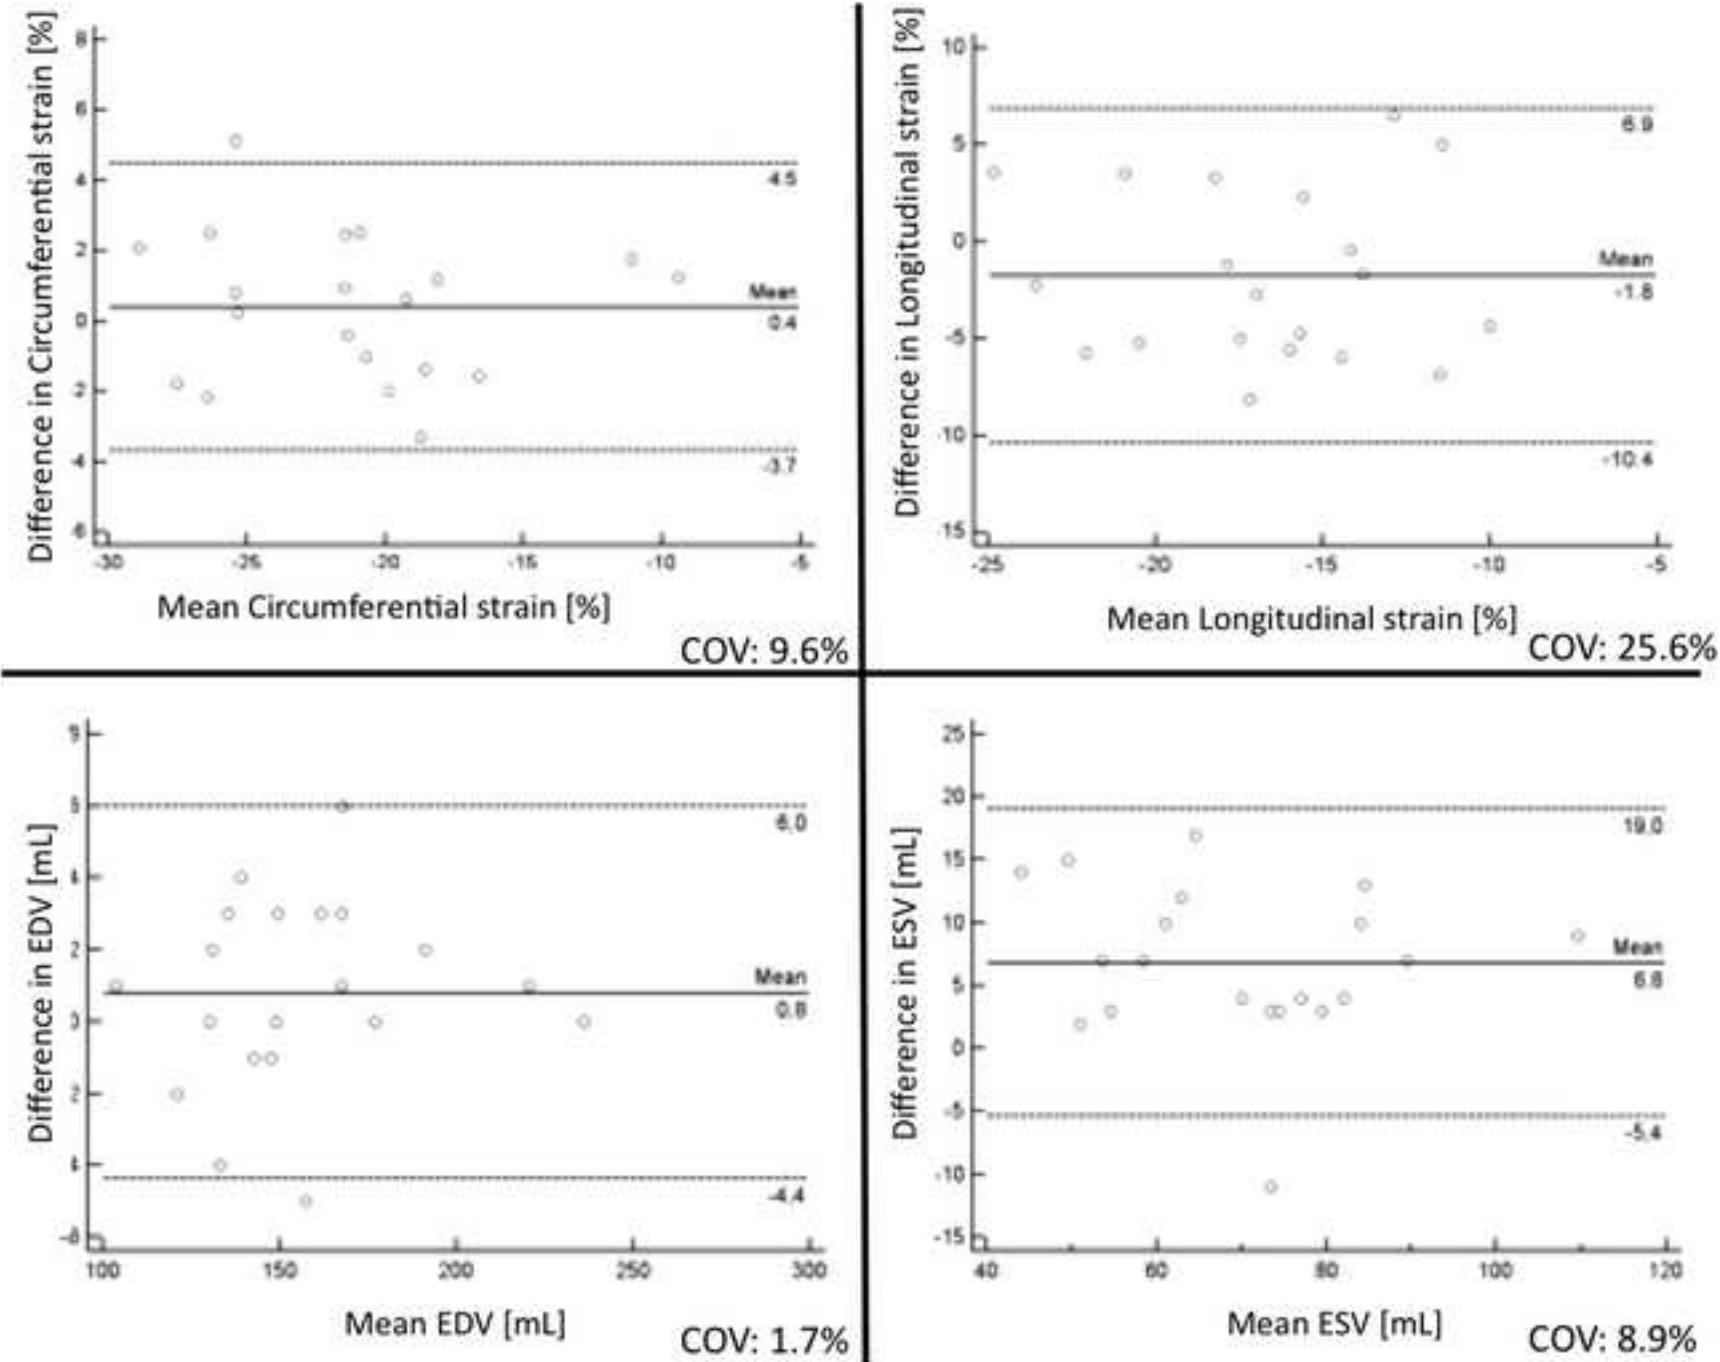 Difference in Circumferential strain [%]
8
6
4
2
0
-2
-4
-6
4.5
Mean
0.4
-3.7
-30 -25 -20 -15 -10 -5
Mean Circumferential strain [%]
COV: 9.6%
Difference in Longitudinal strain [%]
10
5
0
-5
10
15
6.9
Mean
-1.8
-10.4
-25 -20 -15 -10 -5
Mean Longitudinal strain [%]
COV: 25.6%
Difference in EDV [mL]
2
2
6.0
Mean
0.8
-4.4
100 150 200 250 300
Mean EDV [mL]
COV: 1.7%
Difference in ESV [mL]
25
20
15
10
5
0
-5
-10
-15
19.0
Mean
6.8
-5.4
40 60 80 100 120
Mean ESV [mL]
COV: 8.9%